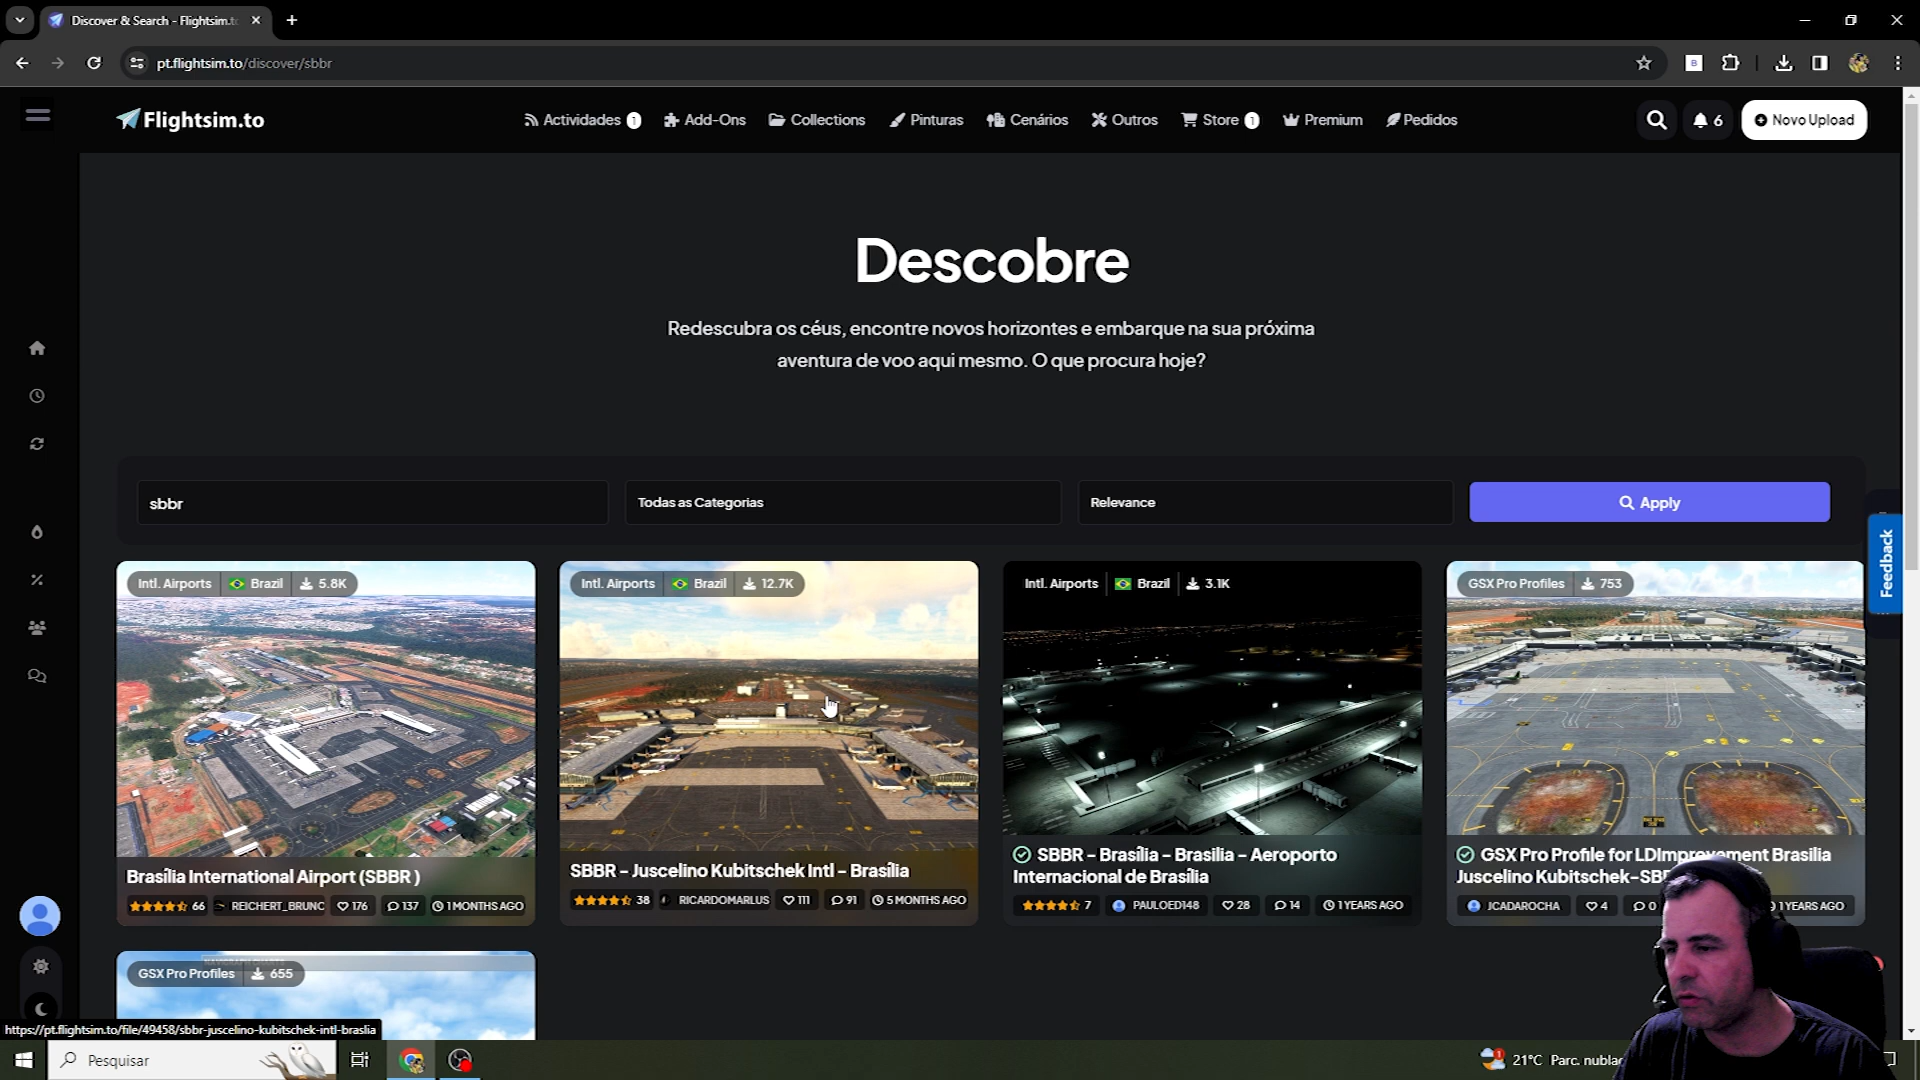 Discover & Search - Flightsim.t
pt.flightsim.to/discover/sbbr
B
Flightsim.to
Actividades 1
Add-Ons
Collections
Pinturas
Cenários
Outros
Store 1
Premium
Pedidos
6
Novo Upload
Descobre
Redescubra os céus, encontre novos horizontes e embarque na sua próxima
aventura de voo aqui mesmo. O que procura hoje?
sbbr
Todas as Categorias
Relevance
Apply
Feedback
Intl. Airports Brazil 5.8K
Intl. Airports Brazil 12.7K
Intl. Airports Brazil 3.1K
GSX Pro Profiles 753
Brasília International Airport (SBBR )
66 REICHERT_BRUNC 176 137 1 MONTHS AGO
SBBR - Juscelino Kubitschek Intl - Brasília
38 RICARDOMARLUS 111 91 5 MONTHS AGO
SBBR - Brasília - Brasilia - Aeroporto
Internacional de Brasília
7 PAULOED148 28 14 1 YEARS AGO
GSX Pro Profile for LDImprovement Brasilia
Juscelino Kubitschek-SBB
JCADAROCHA 4 0 1 YEARS AGO
GSX Pro Profiles 655
https://pt.flightsim.to/file/49458/sbbr-juscelino-kubitschek-intl-braslia
Pesquisar
1
21°C Parc. nublac